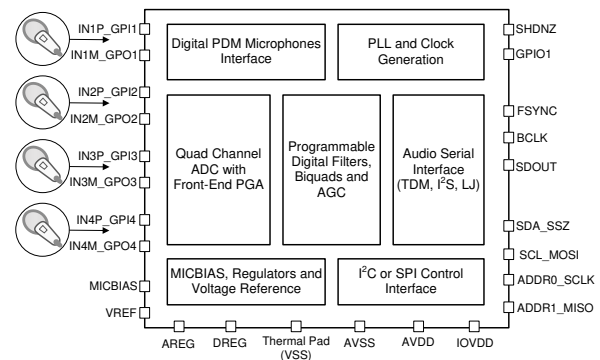 IN1P_GPI1
IN1M_GPO1
IN2P_GPI2
IN2M_GPO2
IN3P_GPI3
IN3M_GPO3
IN4P_GPI4
IN4M_GPO4
MICBIAS
VREF
Digital PDM Microphones
Interface
PLL and Clock
Generation
Quad Channel
ADC with
Front-End PGA
Programmable
Digital Filters,
Biquads and
AGC
Audio Serial
Interface
(TDM, I²S, LJ)
MICBIAS, Regulators and
Voltage Reference
I²C or SPI Control
Interface
SHDNZ
GPIO1
FSYNC
BCLK
SDOUT
SDA_SSZ
SCL_MOSI
ADDR0_SCLK
ADDR1_MISO
AREG
DREG
Thermal Pad
(VSS)
AVSS
AVDD
IOVDD